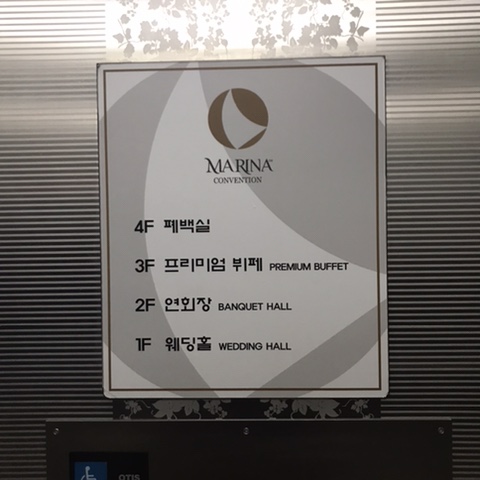 MARINA
CONVENTION
4F 폐백실
3F 프리미엄 뷔페 PREMIUM BUFFET
2F 연회장 BANQUET HALL
1F 웨딩홀 WEDDING HALL
OTIS